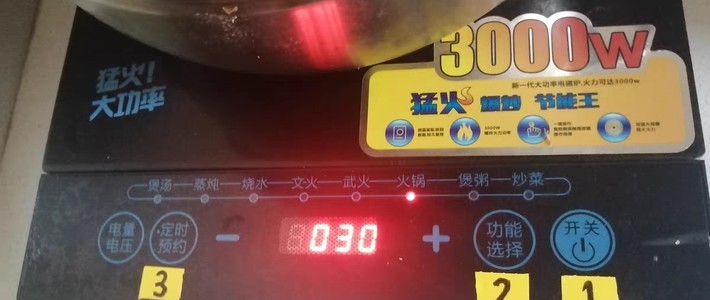 3000W
新一代大功率电磁炉,火力可达3000w
猛火 爆炒 节能王
猛火!
大功率
煲汤 蒸炖 烧水 文火 武火 火锅 煲粥 炒菜
电量
电压
定时
预约
030
功能
选择
开关
3
2
1